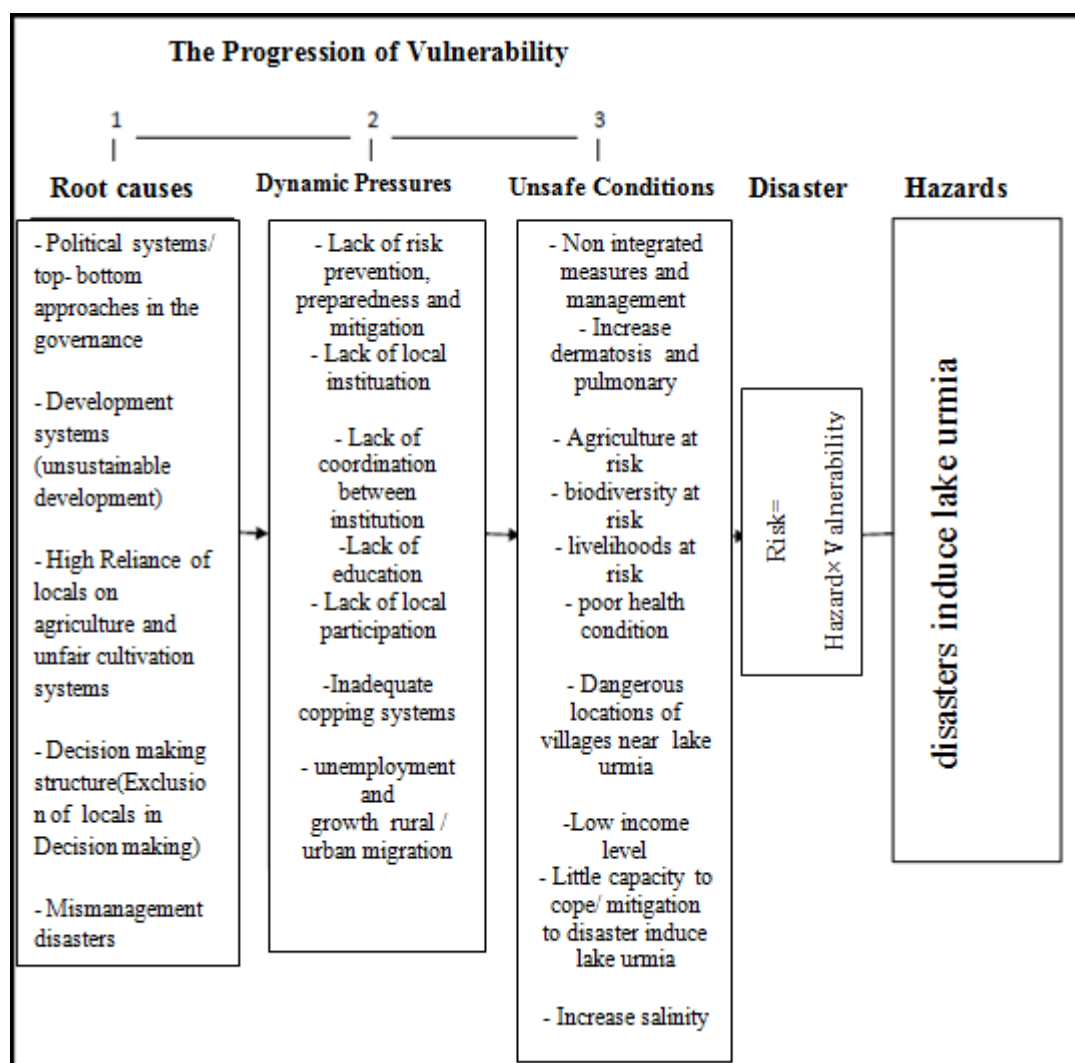 The Progression of Vulnerability
1
2
3
Root causes
Dynamic Pressures
Unsafe Conditions
Disaster
Hazards
- Political systems/
top- bottom
approaches in the
governance
- Development
systems
(unsustainable
development)
- High Reliance of
locals on
agriculture and
unfair cultivation
systems
- Decision making
structure(Exclusio
n of locals in
Decision making)
- Mismanagement
disasters
- Lack of risk
prevention,
preparedness and
mitigation
- Lack of local
instituation
- Lack of
coordination
between
institution
-Lack of
education
- Lack of local
participation
-Inadequate
copping systems
- unemployment
and
growth rural /
urban migration
- Non integrated
measures and
management
- Increase
dermatosis and
pulmonary
- Agriculture at
risk
- biodiversity at
risk
- livelihoods at
risk
- poor health
condition
- Dangerous
locations of
villages near lake
urmia
-Low income
level
- Little capacity to
cope/ mitigation
to disaster induce
lake urmia
- Increase salinity
Risk=
Hazard× Valnerability
disasters induce lake urmia